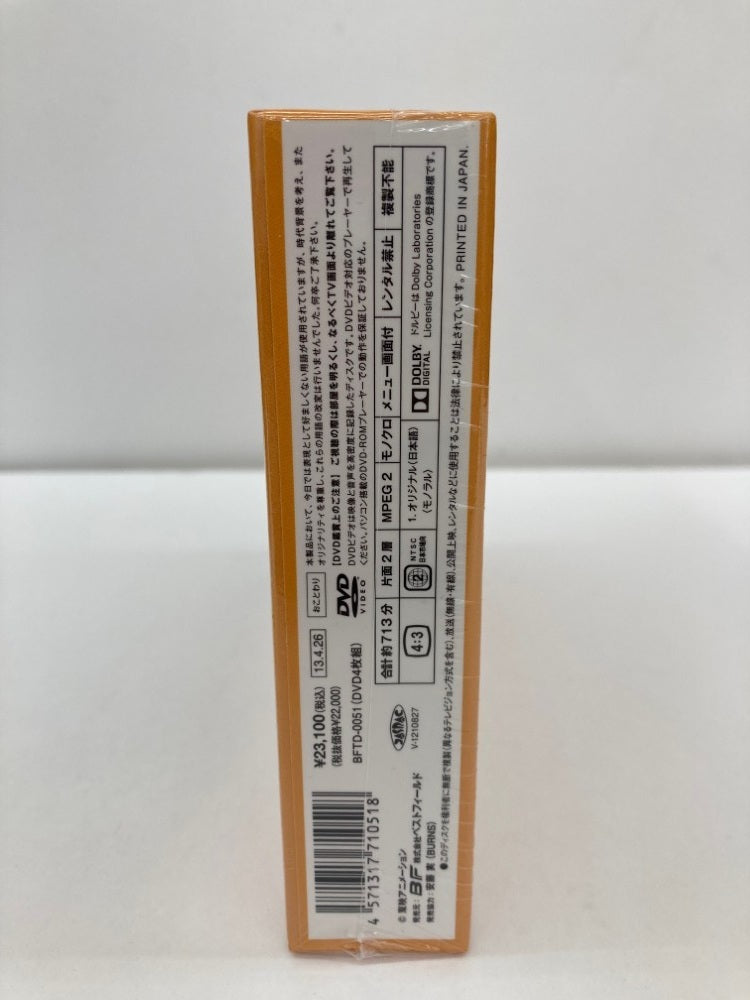 おことわり
本製品において、今日では表現として好ましくない用語が使用されていますが、時代背景を考え、また
オリジナリティを尊重し、これらの用語の改変は行いませんでした。何卒ご了承下さい。
DVD
VIDEO
【DVD鑑賞上のご注意】ご視聴の際は部屋を明るくし、なるべくTV画面より離れてご覧下さい。
DVDビデオは映像と音声を高密度に記録したディスクです。DVDビデオ対応のプレーヤーで再生して
ください。パソコン搭載のDVD-ROMプレーヤーでの動作を保証しておりません。
¥23,100(税込) 13.4.26
(税抜価格¥22,000)
BFTD-0051(DVD4枚組)
合計約713分 片面2層 MPEG 2 モノクロ メニュー画面付 レンタル禁止 複製不能
4:3
2
NTSC
日本市場向
1. オリジナル(日本語)
(モノラル)
DOLBY
DIGITAL
ドルビーは Dolby Laboratories
Licensing Corporation の登録商標です。
JASRAC
V-1210827
4 571317 710518
© 東映アニメーション
発売元: BF 株式会社ベストフィールド
発売協力: 安藤 実 (BURNS)
●このディスクを権利者に無断で複製(異なるテレビジョン方式を含む)、放送(無線・有線)、公開上映、レンタルなどに使用することは法律により禁止されています。 PRINTED IN JAPAN.